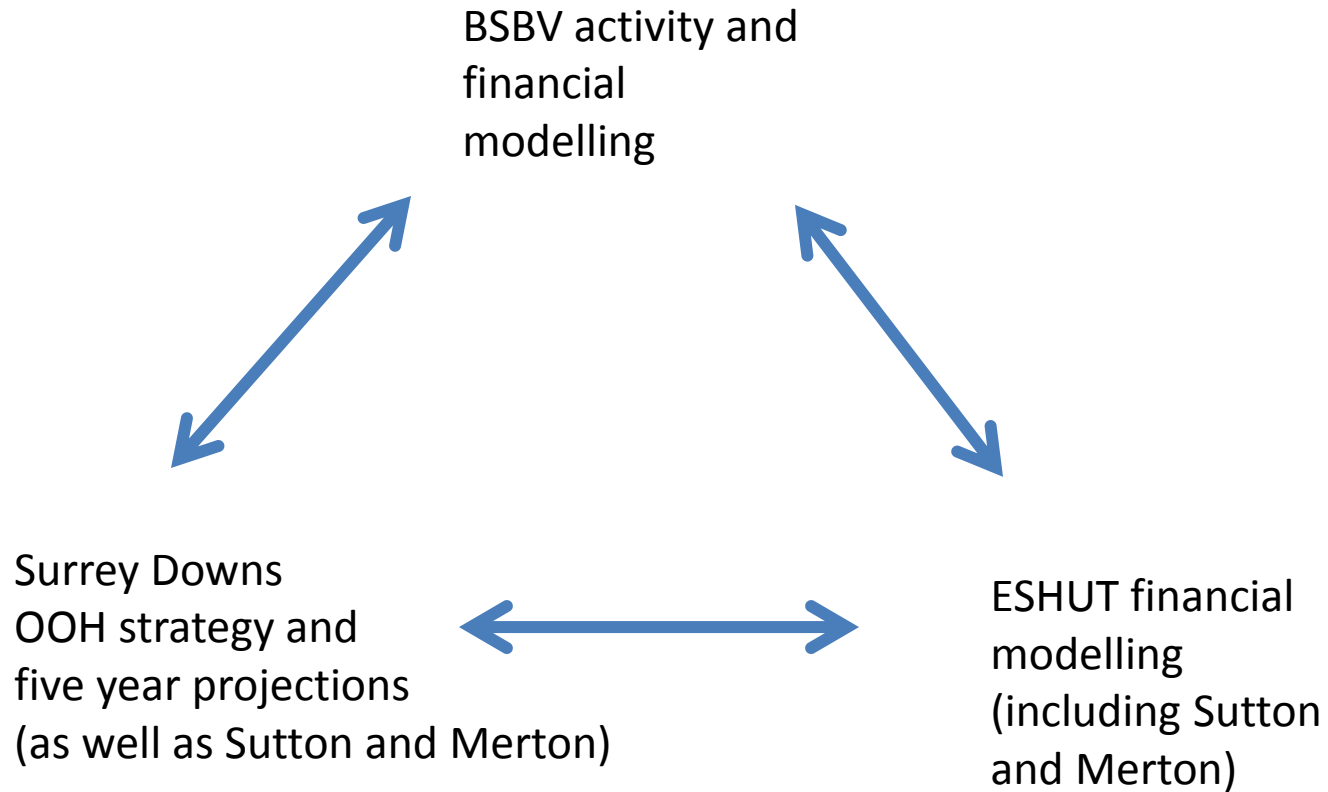 BSBV activity and
financial
modelling
Surrey Downs
OOH strategy and
five year projections
(as well as Sutton and Merton)
ESHUT financial
modelling
(including Sutton
and Merton)